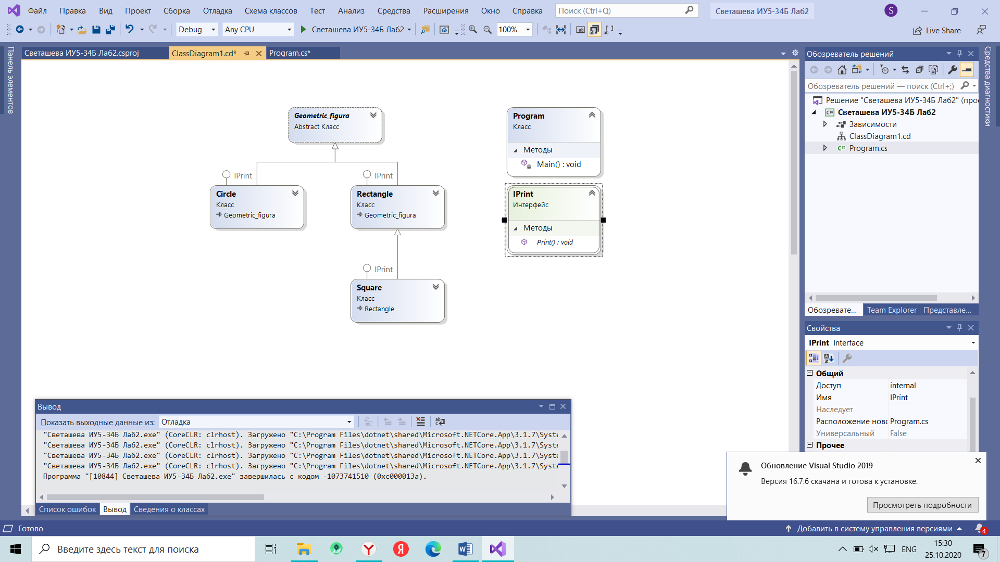 Файл Правка Вид Проект Сборка Отладка Схема классов Тест Анализ Средства Расширения Окно Справка Поиск (Ctrl+Q) Светашева ИУ5-34Б Лаб2 S
Debug Any CPU Светашева ИУ5-34Б Лаб2 100% Live Share
Панель элементов
Светашева ИУ5-34Б Лаб2.csproj ClassDiagram1.cd* Program.cs*
Geometric_figura
Abstract Класс
IPrint
Circle
Класс
Geometric_figura
IPrint
Rectangle
Класс
Geometric_figura
IPrint
Square
Класс
Rectangle
Program
Класс
Методы
Main() : void
IPrint
Интерфейс
Методы
Print() : void
Обозреватель решений
Обозреватель решений — поиск (Ctrl+;)
Решение "Светашева ИУ5-34Б Лаб2" (прое
Светашева ИУ5-34Б Лаб2
Зависимости
ClassDiagram1.cd
C# Program.cs
Обозревате... Team Explorer Представле...
Средства диагностики
Свойства
IPrint Interface
Общий
Доступ internal
Имя IPrint
Наследует
Расположение ново Program.cs
Универсальный False
Прочее
Вывод
Показать выходные данные из: Отладка
"Светашева ИУ5-34Б Лаб2.exe" (CoreCLR: clrhost). Загружено "C:\Program Files\dotnet\shared\Microsoft.NETCore.App\3.1.7\Syste
"Светашева ИУ5-34Б Лаб2.exe" (CoreCLR: clrhost). Загружено "C:\Program Files\dotnet\shared\Microsoft.NETCore.App\3.1.7\Syste
"Светашева ИУ5-34Б Лаб2.exe" (CoreCLR: clrhost). Загружено "C:\Program Files\dotnet\shared\Microsoft.NETCore.App\3.1.7\Syste
"Светашева ИУ5-34Б Лаб2.exe" (CoreCLR: clrhost). Загружено "C:\Program Files\dotnet\shared\Microsoft.NETCore.App\3.1.7\Syste
Программа "[10844] Светашева ИУ5-34Б Лаб2.exe" завершилась с кодом -1073741510 (0xc000013a).
Список ошибок Вывод Сведения о классах
Обновление Visual Studio 2019
Версия 16.7.6 скачана и готова к установке.
Просмотреть подробности
Готово Добавить в систему управления версиями 4
Введите здесь текст для поиска ENG 15:30
25.10.2020 7